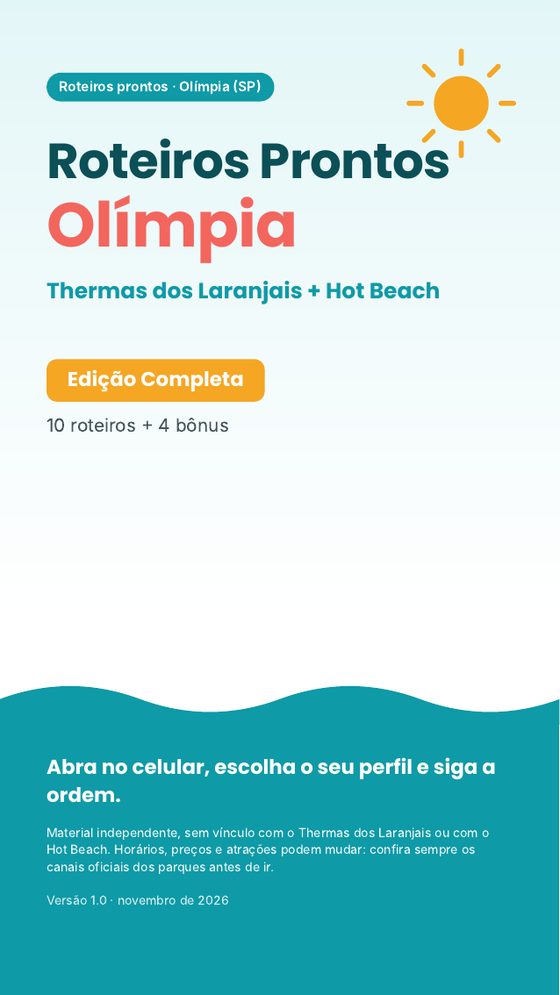 Roteiros prontos · Olímpia (SP)
Roteiros Prontos
Olímpia
Thermas dos Laranjais + Hot Beach
Edição Completa
10 roteiros + 4 bônus
Abra no celular, escolha o seu perfil e siga a
ordem.
Material independente, sem vínculo com o Thermas dos Laranjais ou com o
Hot Beach. Horários, preços e atrações podem mudar: confira sempre os
canais oficiais dos parques antes de ir.
Versão 1.0 · novembro de 2026